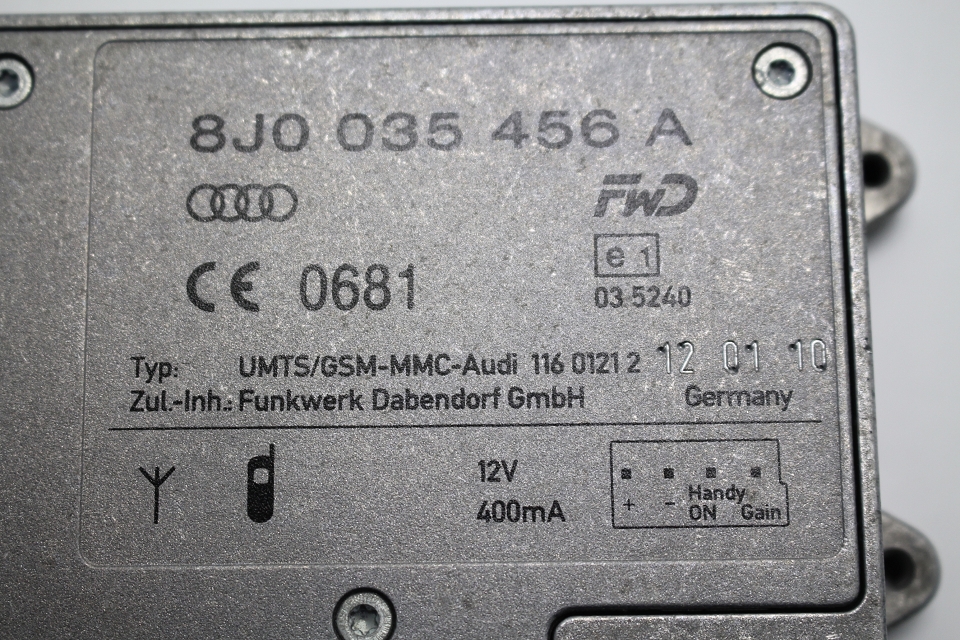 8J0 035 456 A
FWD
e 1
CE 0681
03 5240
Typ: UMTS/GSM-MMC-Audi 116 0121 2 12 01 10
Zul.-Inh.: Funkwerk Dabendorf GmbH Germany
12V
400mA
+ - Handy
ON Gain